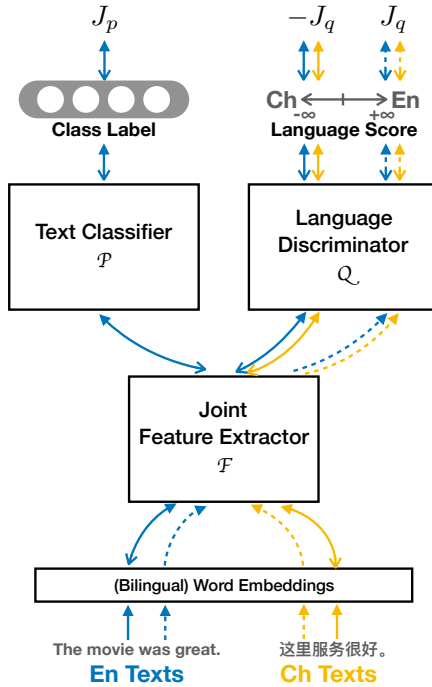 J_p
-J_q
J_q
Ch
En
-∞
+∞
Class Label
Language Score
Text Classifier
𝒫
Language
Discriminator
𝒬
Joint
Feature Extractor
ℱ
(Bilingual) Word Embeddings
The movie was great.
这里服务很好。
En Texts
Ch Texts